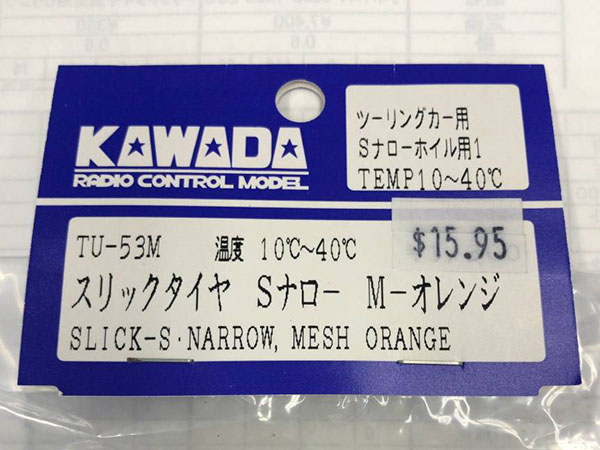 KAWADA
RADIO CONTROL MODEL
ツーリングカー用
Sナローホイル用1
TEMP10～40℃
$15.95
TU-53M 温度 10℃～40℃
スリックタイヤ Sナロー M-オレンジ
SLICK-S・NARROW, MESH ORANGE